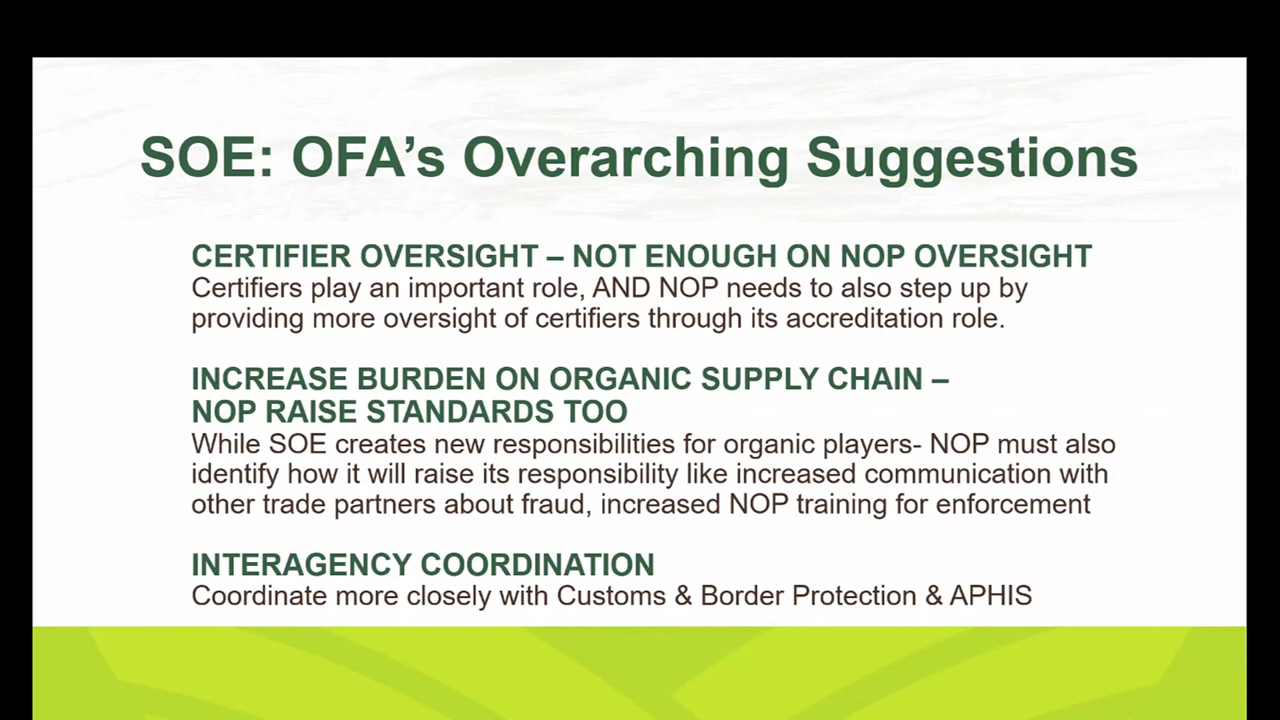 SOE: OFA’s Overarching Suggestions
CERTIFIER OVERSIGHT – NOT ENOUGH ON NOP OVERSIGHT
Certifiers play an important role, AND NOP needs to also step up by
providing more oversight of certifiers through its accreditation role.
INCREASE BURDEN ON ORGANIC SUPPLY CHAIN –
NOP RAISE STANDARDS TOO
While SOE creates new responsibilities for organic players- NOP must also
identify how it will raise its responsibility like increased communication with
other trade partners about fraud, increased NOP training for enforcement
INTERAGENCY COORDINATION
Coordinate more closely with Customs & Border Protection & APHIS